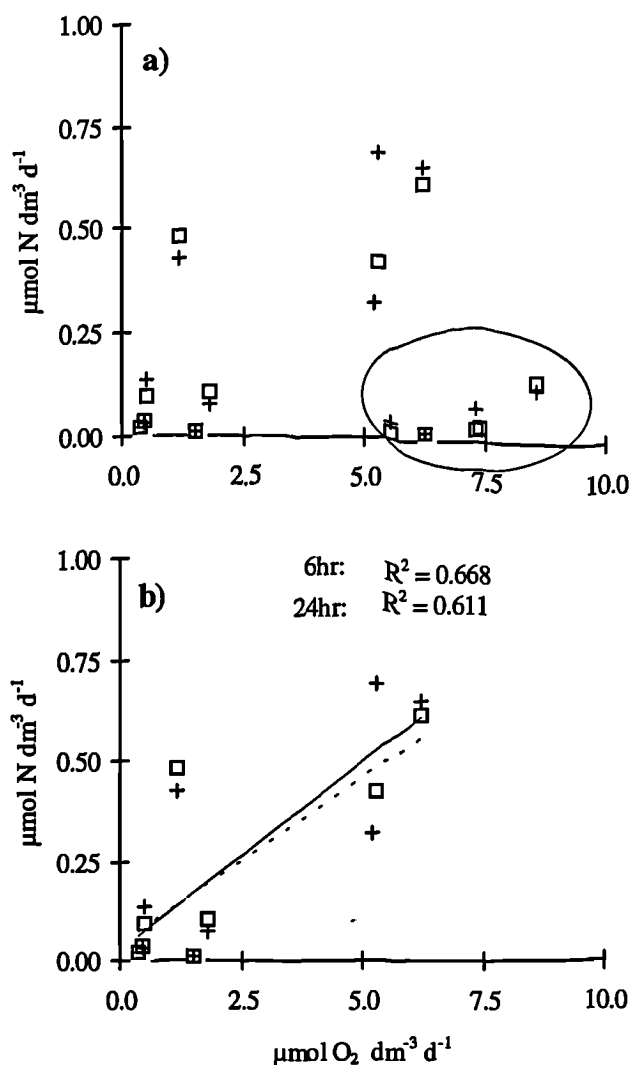 1.00
a)
0.75
0.50
0.25
0.00
μmol N dm⁻³ d⁻¹
0.0 2.5 5.0 7.5 10.0
1.00
b)
6hr: R² = 0.668
24hr: R² = 0.611
0.75
0.50
0.25
0.00
μmol N dm⁻³ d⁻¹
0.0 2.5 5.0 7.5 10.0
μmol O₂ dm⁻³ d⁻¹